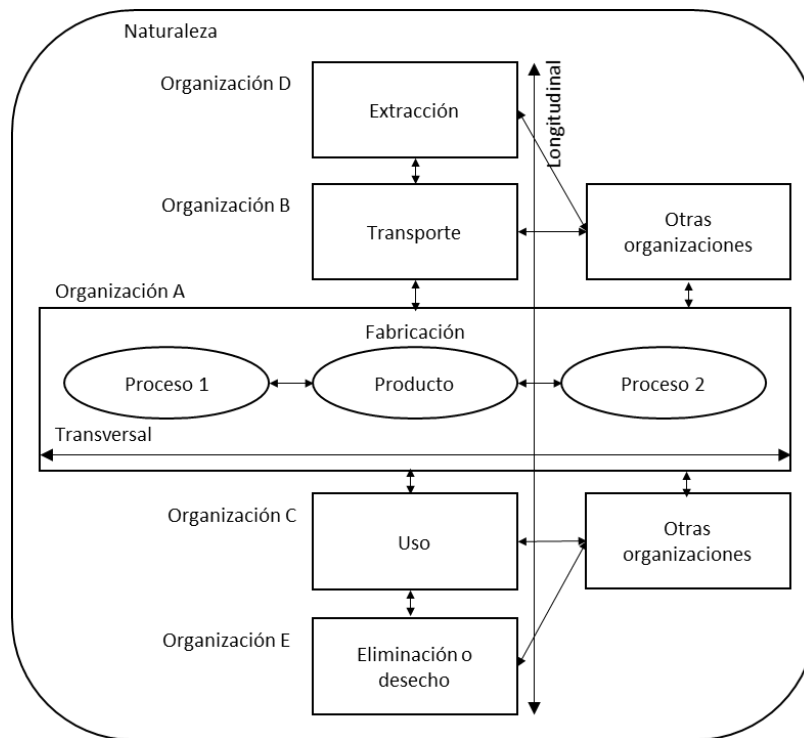 Naturaleza
Organización D
Extracción
Longitudinal
Organización B
Transporte
Otras
organizaciones
Organización A
Fabricación
Proceso 1
Producto
Proceso 2
Transversal
Organización C
Uso
Otras
organizaciones
Organización E
Eliminación o
desecho